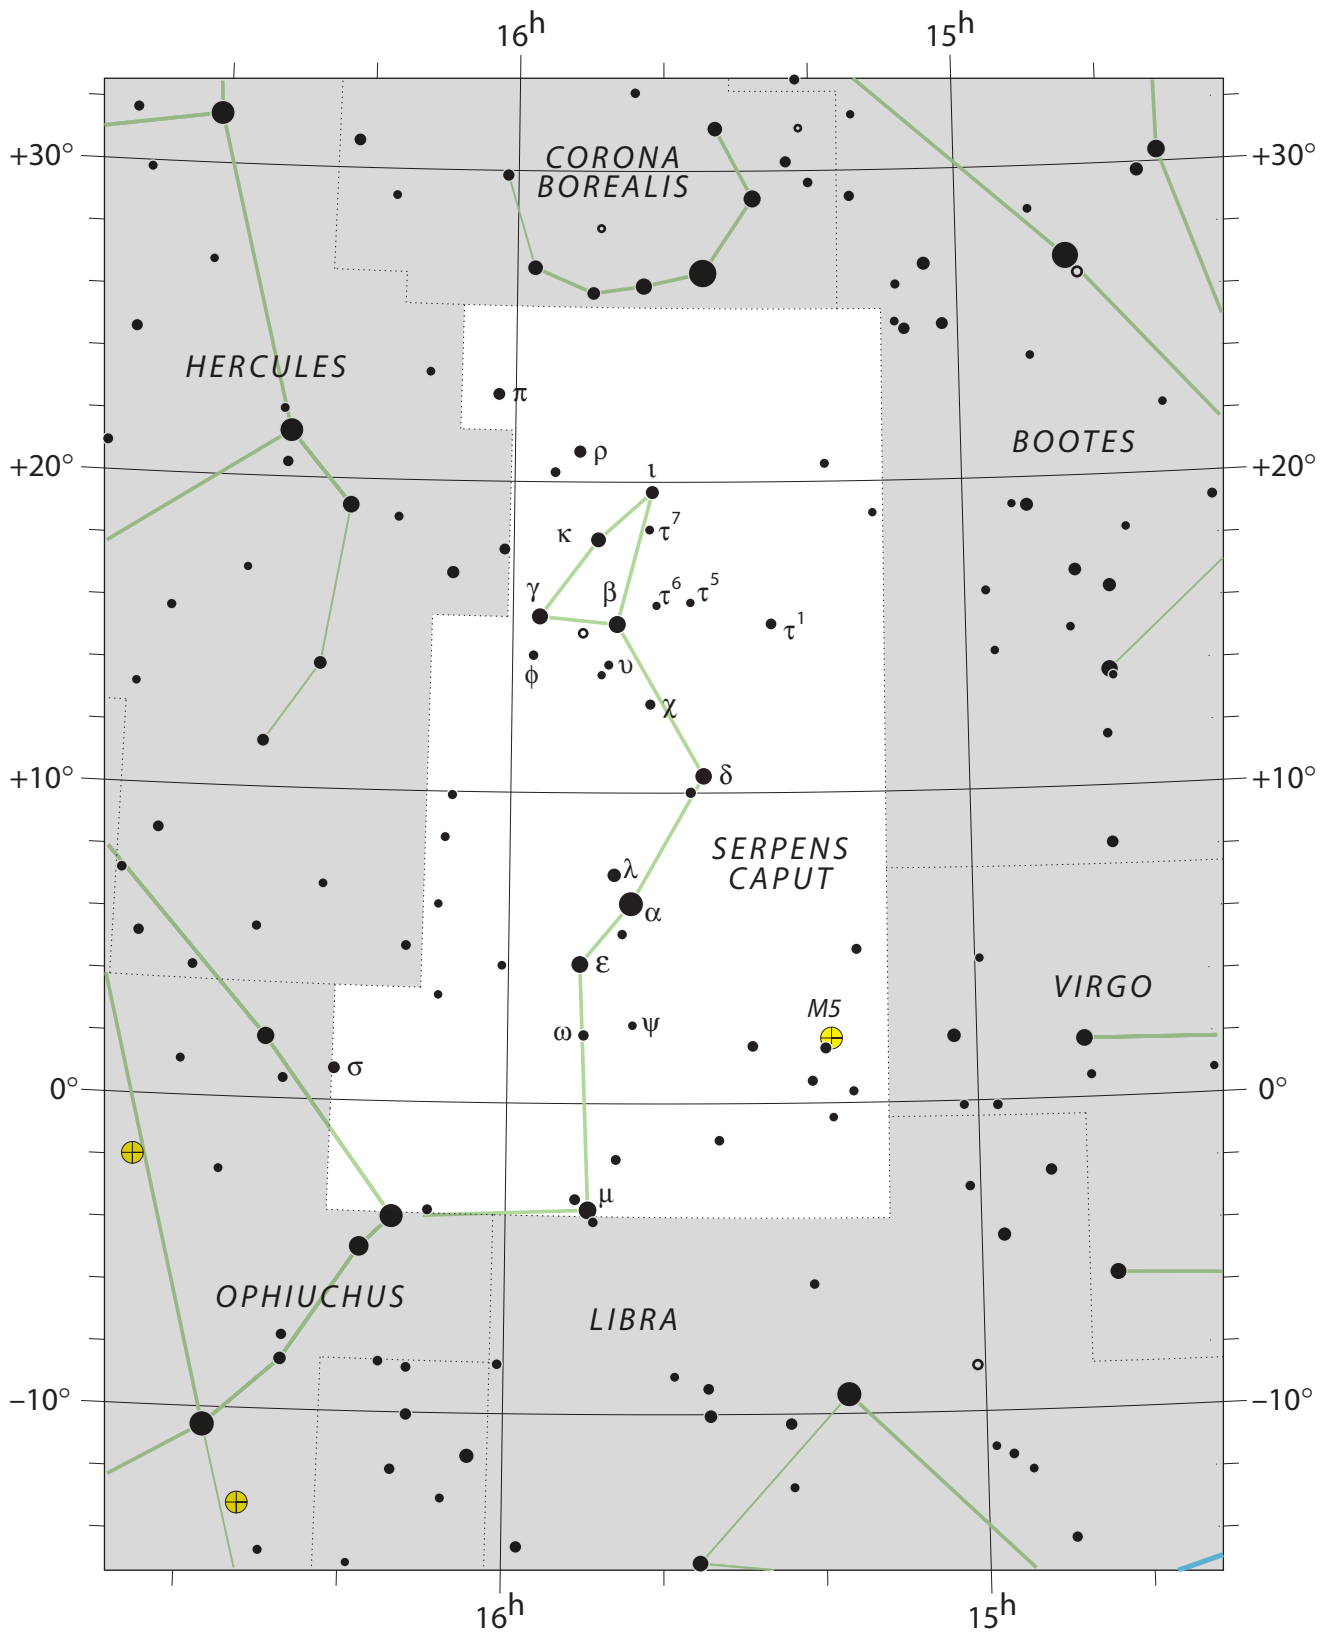 16h 15h
+30° +30°
CORONA
BOREALIS
HERCULES
π
BOOTES
+20° +20°
ρ
ι
κ
τ7
γ β τ6 τ5
τ1
φ υ
χ
+10° +10°
δ
SERPENS
CAPUT
λ
α
ε
VIRGO
M5
ω ψ
σ
0° 0°
μ
OPHIUCHUS
LIBRA
–10° –10°
16h 15h